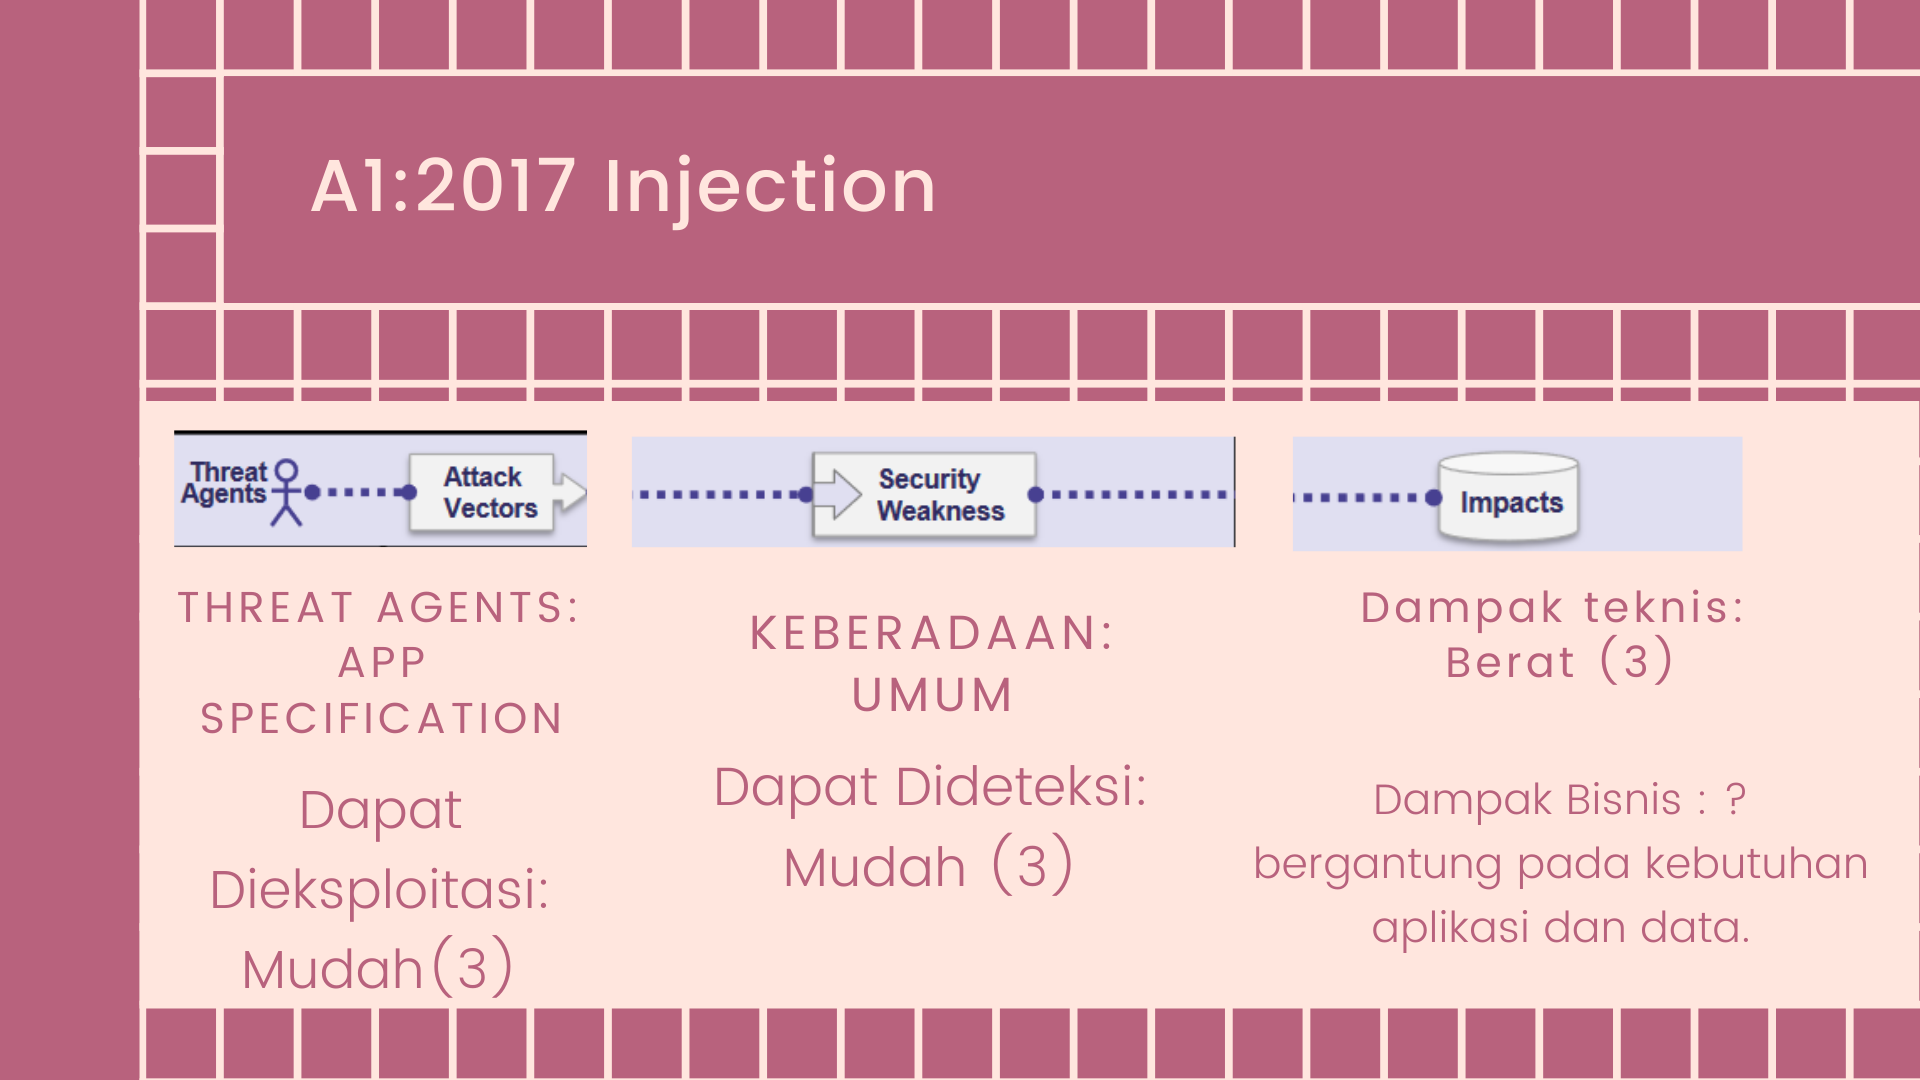 A1:2017 Injection
Threat
Agents
Attack
Vectors
THREAT AGENTS:
APP
SPECIFICATION
Dapat
Dieksploitasi:
Mudah(3)
Security
Weakness
KEBERADAAN:
UMUM
Dapat Dideteksi:
Mudah (3)
Impacts
Dampak teknis:
Berat (3)
Dampak Bisnis : ?
bergantung pada kebutuhan
aplikasi dan data.